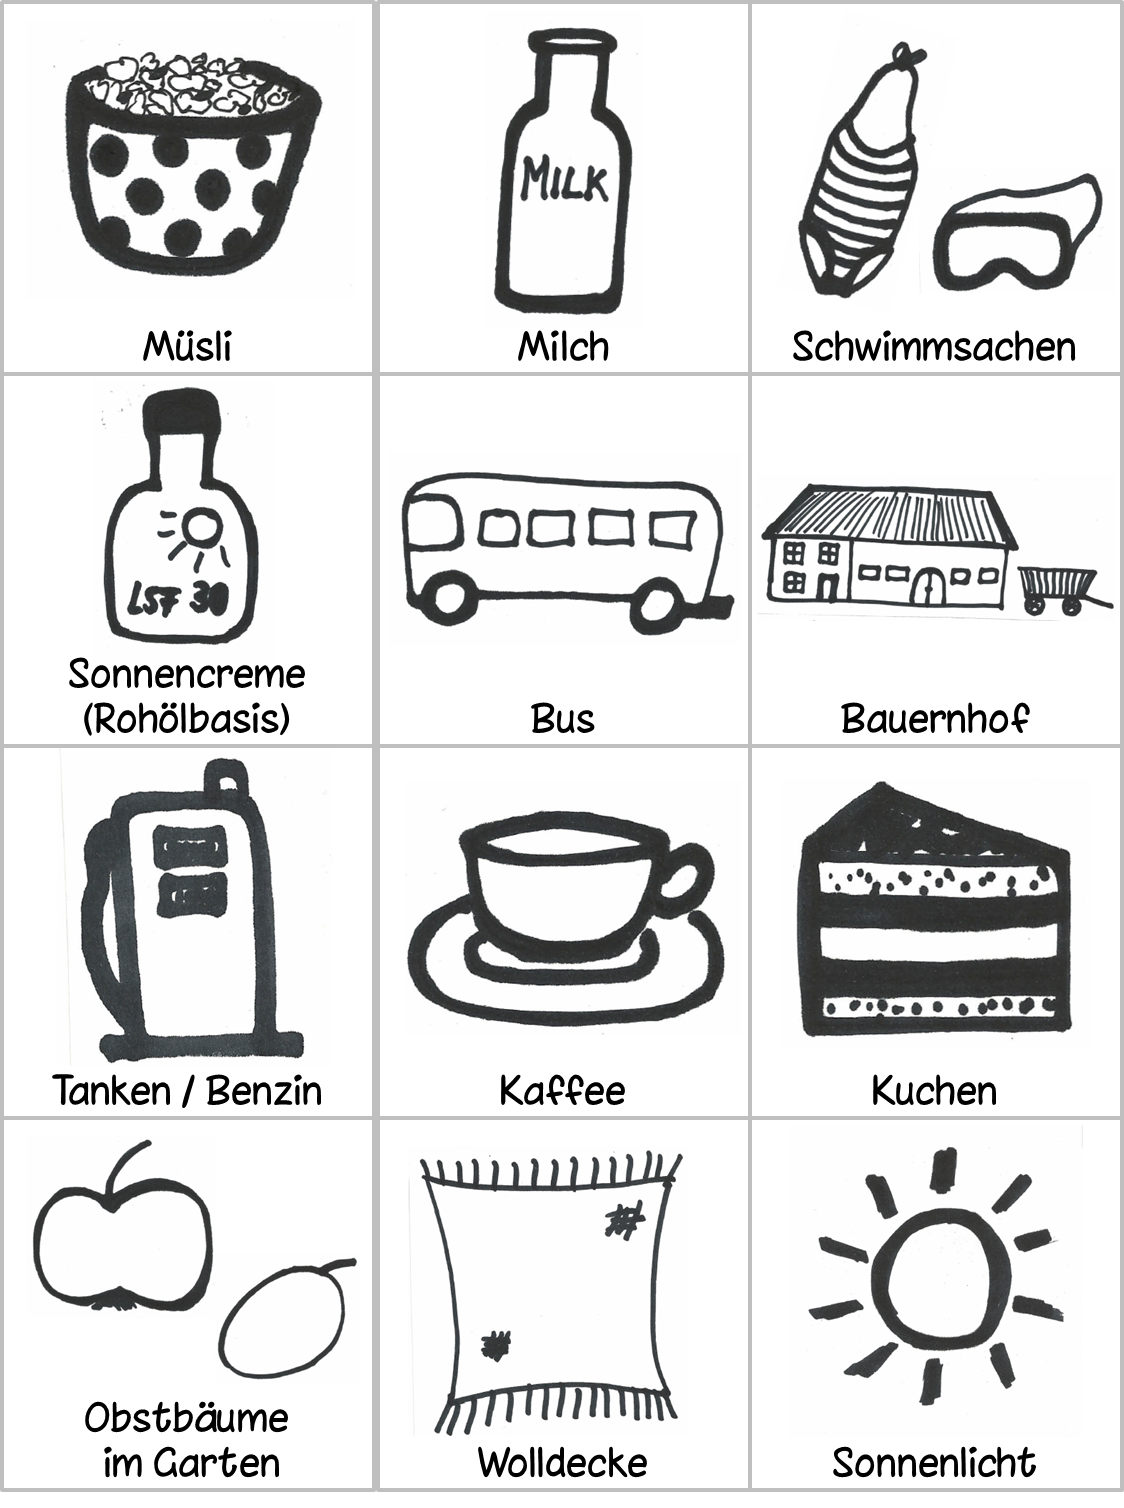 MILK
Müsli
Milch
Schwimmsachen
LSF 30
Sonnencreme
(Rohölbasis)
Bus
Bauernhof
Tanken / Benzin
Kaffee
Kuchen
Obstbäume
im Garten
Wolldecke
Sonnenlicht